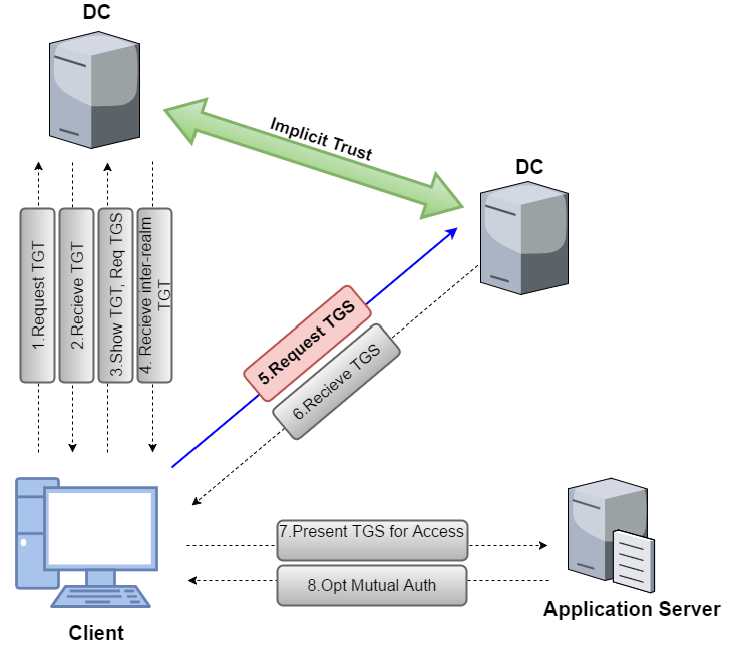 DC
Implicit Trust
DC
1.Request TGT
2.Recieve TGT
3.Show TGT, Req TGS
4. Recieve Inter-realm
TGT
5.Request TGS
6.Recieve TGS
7.Present TGS for Access
8.Opt Mutual Auth
Client
Application Server